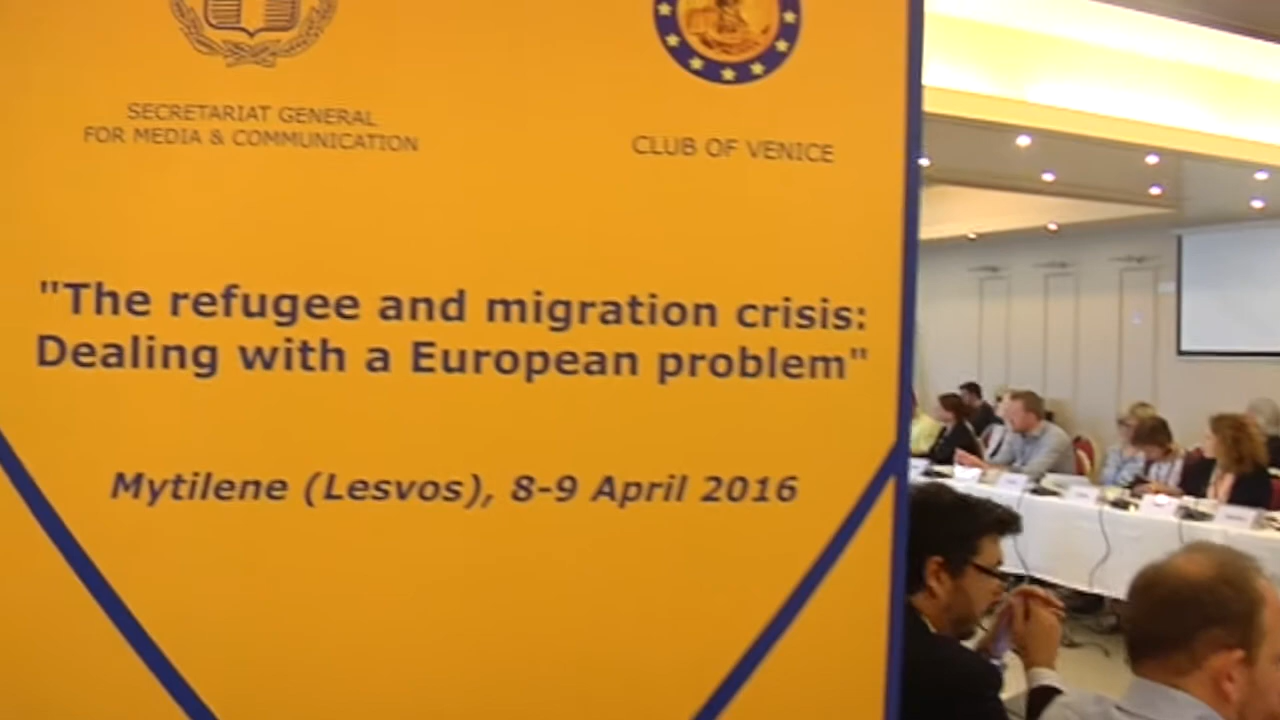 SECRETARIAT GENERAL
FOR MEDIA & COMMUNICATION
CLUB OF VENICE
"The refugee and migration crisis:
Dealing with a European problem"
Mytilene (Lesvos), 8-9 April 2016